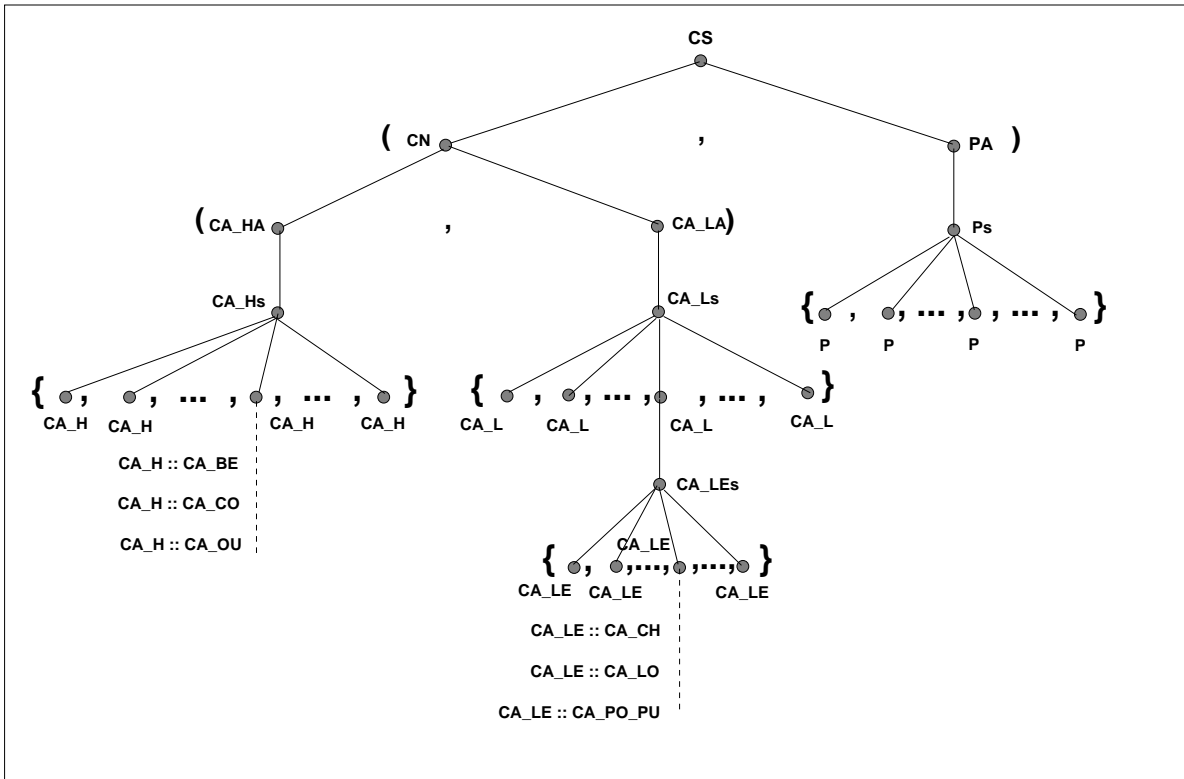 CS
( CN , PA )
( CA_HA , CA_LA )
Ps
CA_Hs CA_Ls
{ , , ... , , ... , }
P P P P
{ , , ... , , ... , } { , , ... , , ... , }
CA_H CA_H CA_H CA_H CA_L CA_L CA_L CA_L
CA_H :: CA_BE
CA_LEs
CA_H :: CA_CO
CA_H :: CA_OU
CA_LE
{ , ,..., ,..., }
CA_LE CA_LE CA_LE
CA_LE :: CA_CH
CA_LE :: CA_LO
CA_LE :: CA_PO_PU